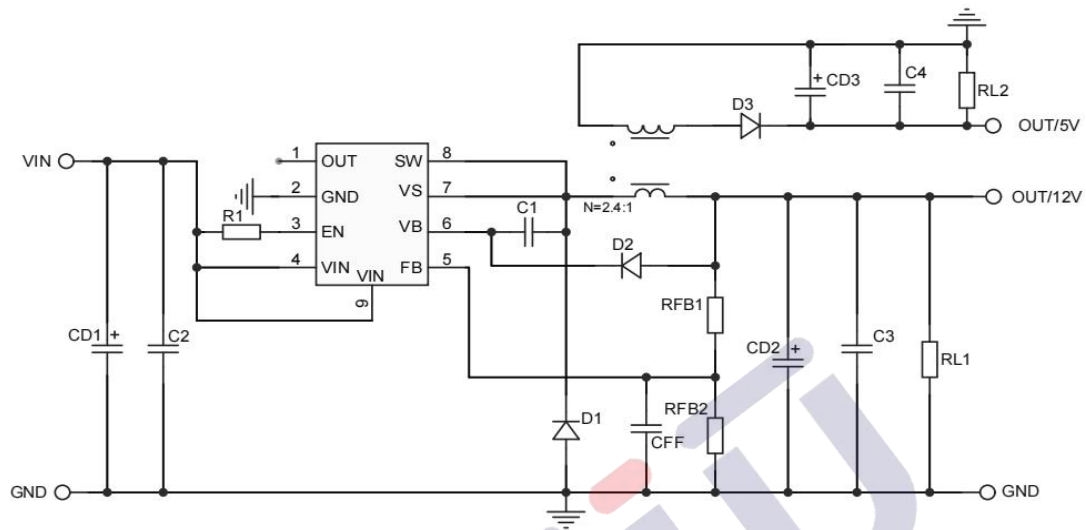 CD3
C4
RL2
D3
OUT/5V
VIN
1 OUT SW 8
2 GND VS 7
N=2.4:1
OUT/12V
R1
3 EN VB 6
C1
4 VIN FB 5
VIN
9
D2
RFB1
CD1
C2
CD2
C3
RL1
RFB2
D1
CFF
GND
GND